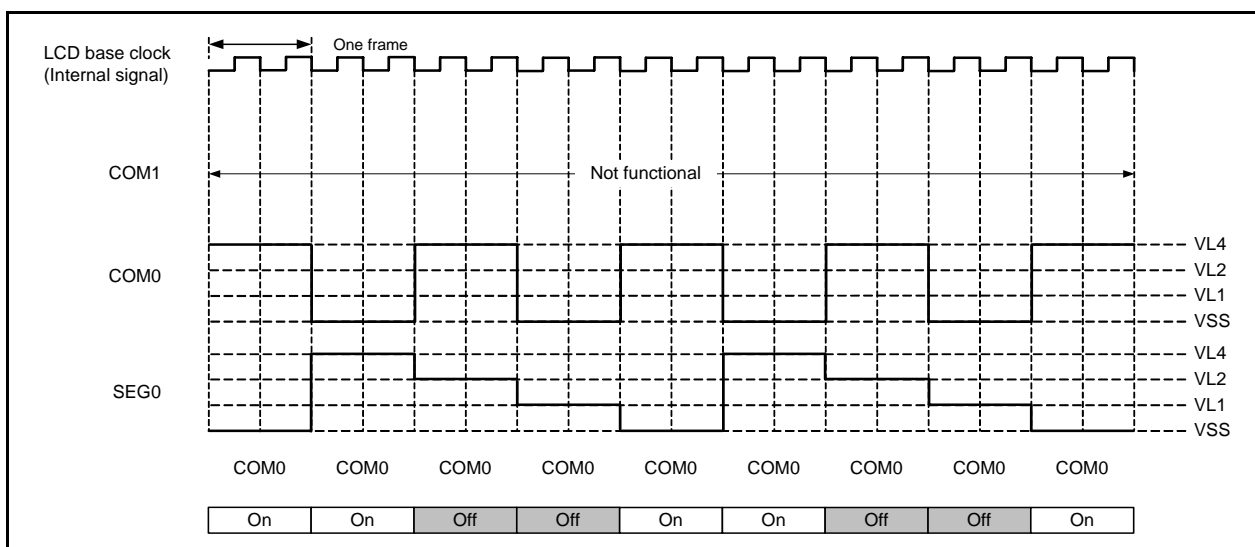 One frame
LCD base clock
(Internal signal)
COM1
Not functional
COM0
VL4
VL2
VL1
VSS
SEG0
VL4
VL2
VL1
VSS
COM0 COM0 COM0 COM0 COM0 COM0 COM0 COM0 COM0
On On Off Off On On Off Off On